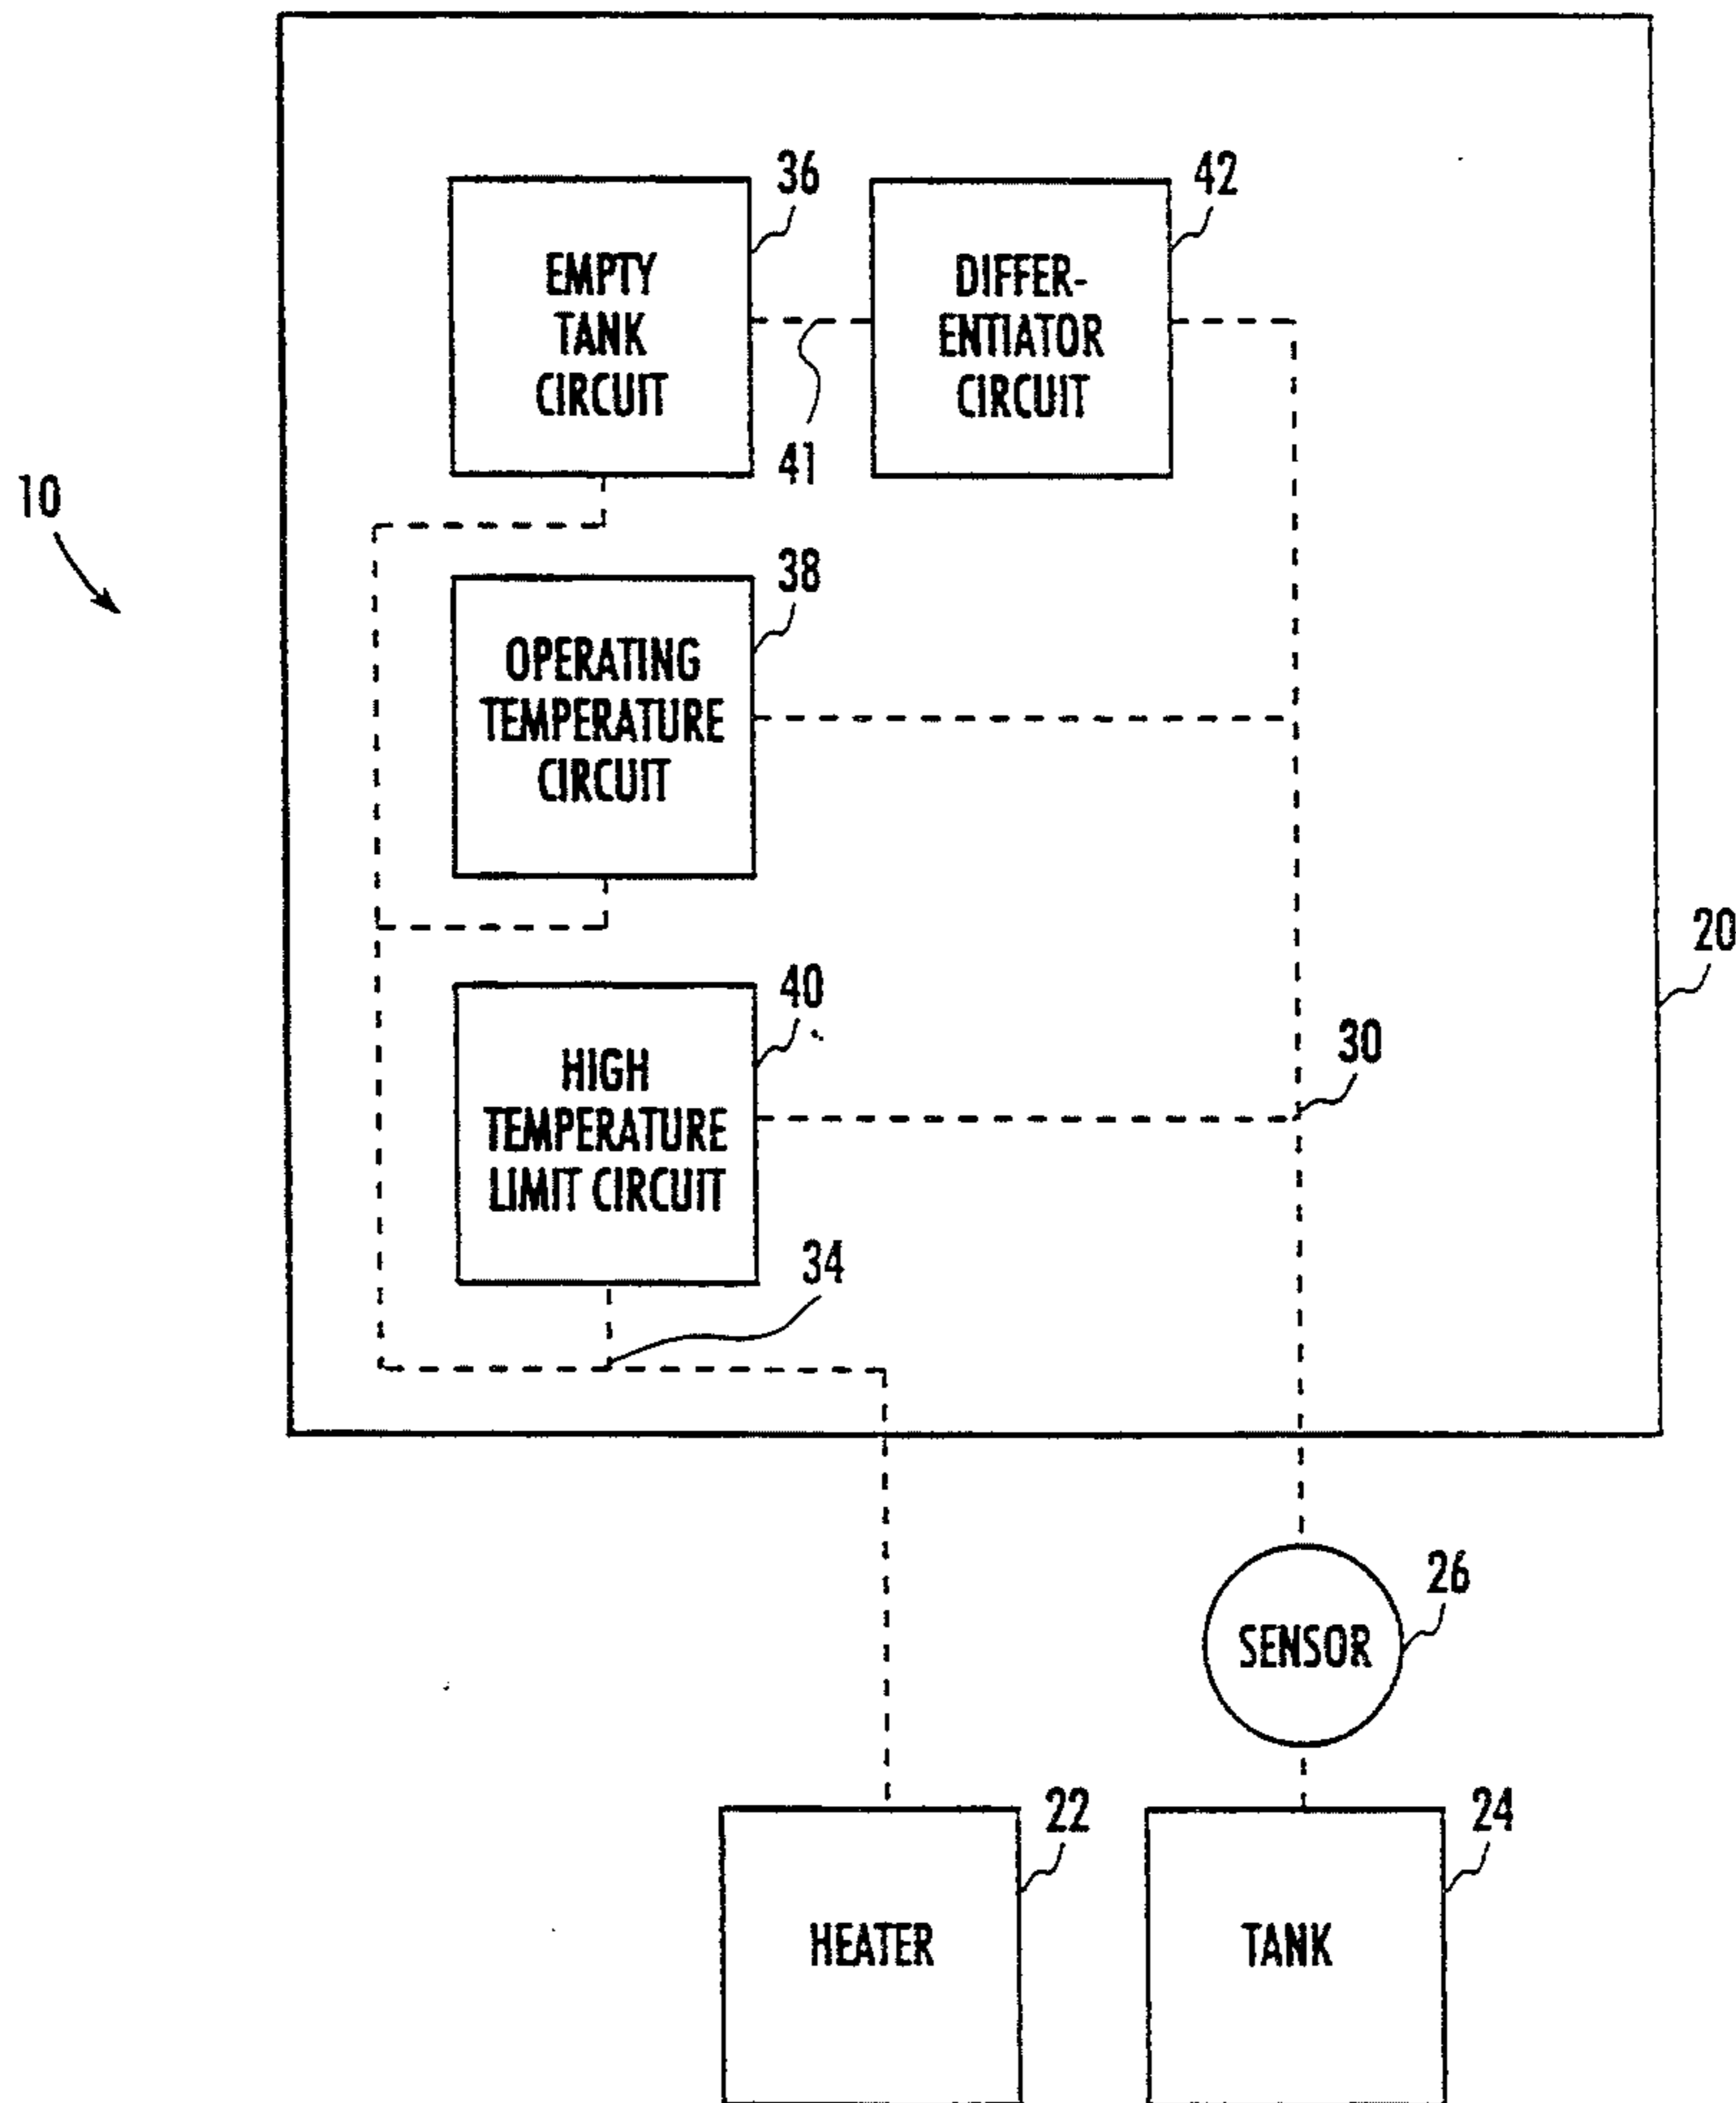 36
42
EMPTY
TANK
CIRCUIT
DIFFER-
ENTIATOR
CIRCUIT
41
10
38
OPERATING
TEMPERATURE
CIRCUIT
20
40
30
HIGH
TEMPERATURE
LIMIT CIRCUIT
34
26
SENSOR
22
24
HEATER
TANK